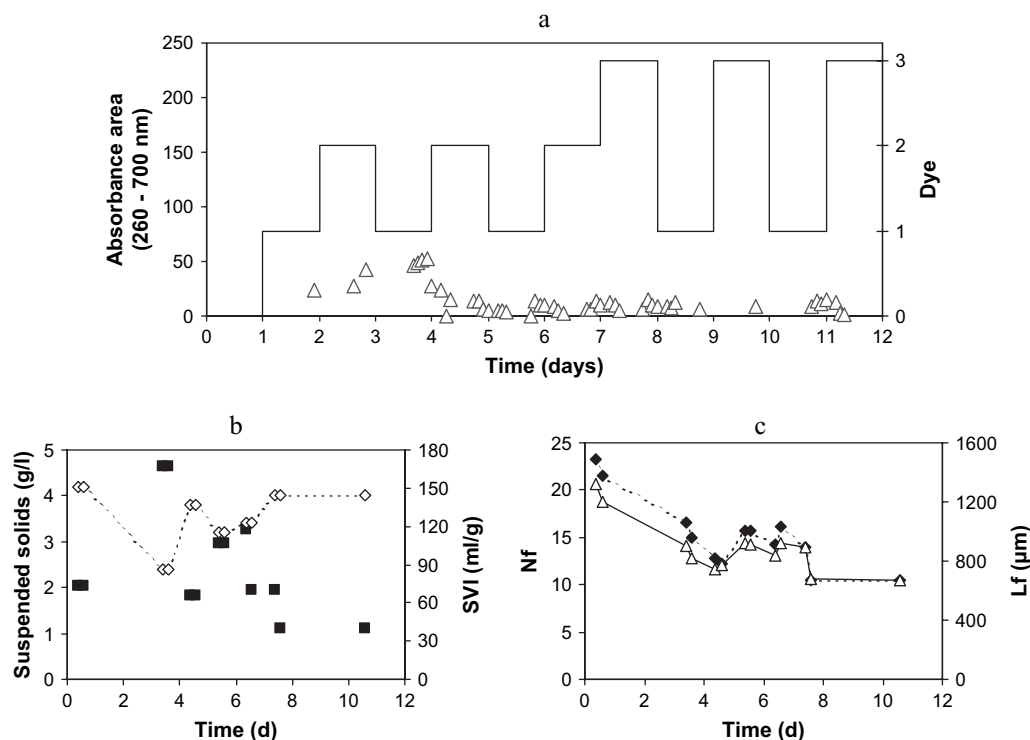 a
250
200
150
100
50
0
Absorbance area
(260 - 700 nm)
3
2
1
0
Dye
0 1 2 3 4 5 6 7 8 9 10 11 12
Time (days)
b
5
4
3
2
1
0
Suspended solids (g/l)
180
150
120
90
60
30
0
SVI (ml/g)
0 2 4 6 8 10 12
Time (d)
c
25
20
15
10
5
0
Nf
1600
1200
800
400
0
Lf (µm)
0 2 4 6 8 10 12
Time (d)